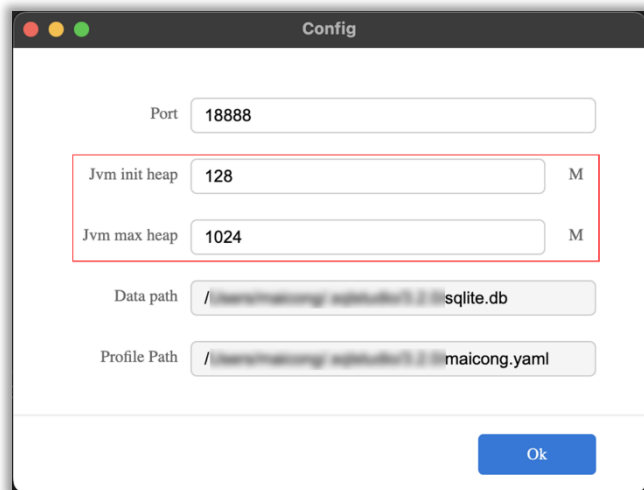 Config
Port 18888
Jvm init heap 128 M
Jvm max heap 1024 M
Data path / sqlite.db
Profile Path / maicong.yaml
Ok